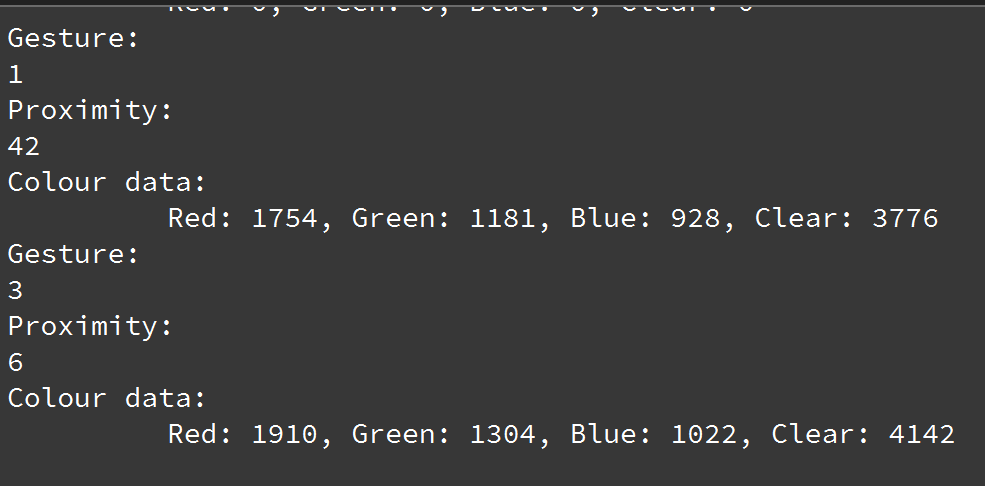 Red: 0, Green: 0, Blue: 0, Clear: 0
Gesture:
1
Proximity:
42
Colour data:
Red: 1754, Green: 1181, Blue: 928, Clear: 3776
Gesture:
3
Proximity:
6
Colour data:
Red: 1910, Green: 1304, Blue: 1022, Clear: 4142